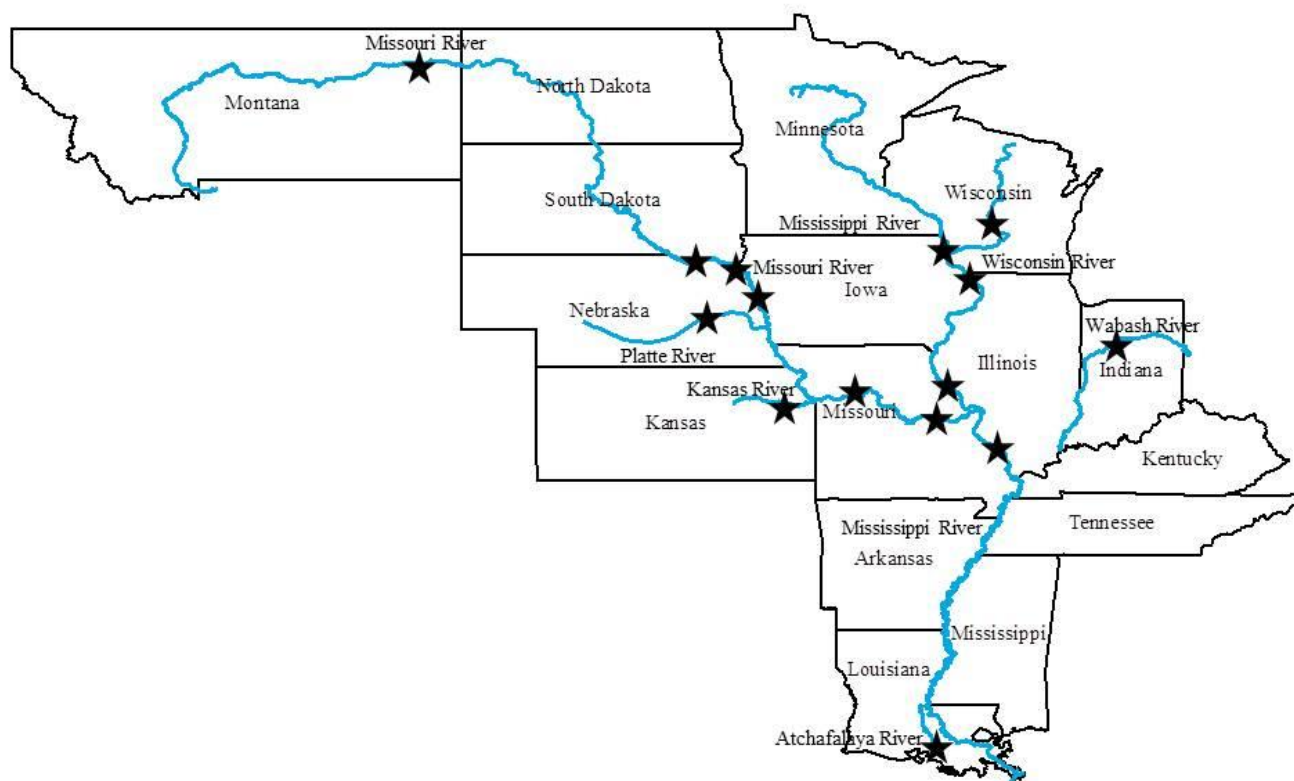 Missouri River
North Dakota
Montana
Minnesota
South Dakota
Wisconsin
Mississippi River
Missouri River
Wisconsin River
Iowa
Nebraska
Wabash River
Platte River
Illinois
Indiana
Kansas River
Missouri
Kansas
Kentucky
Mississippi River
Tennessee
Arkansas
Mississippi
Louisiana
Atchafalaya River